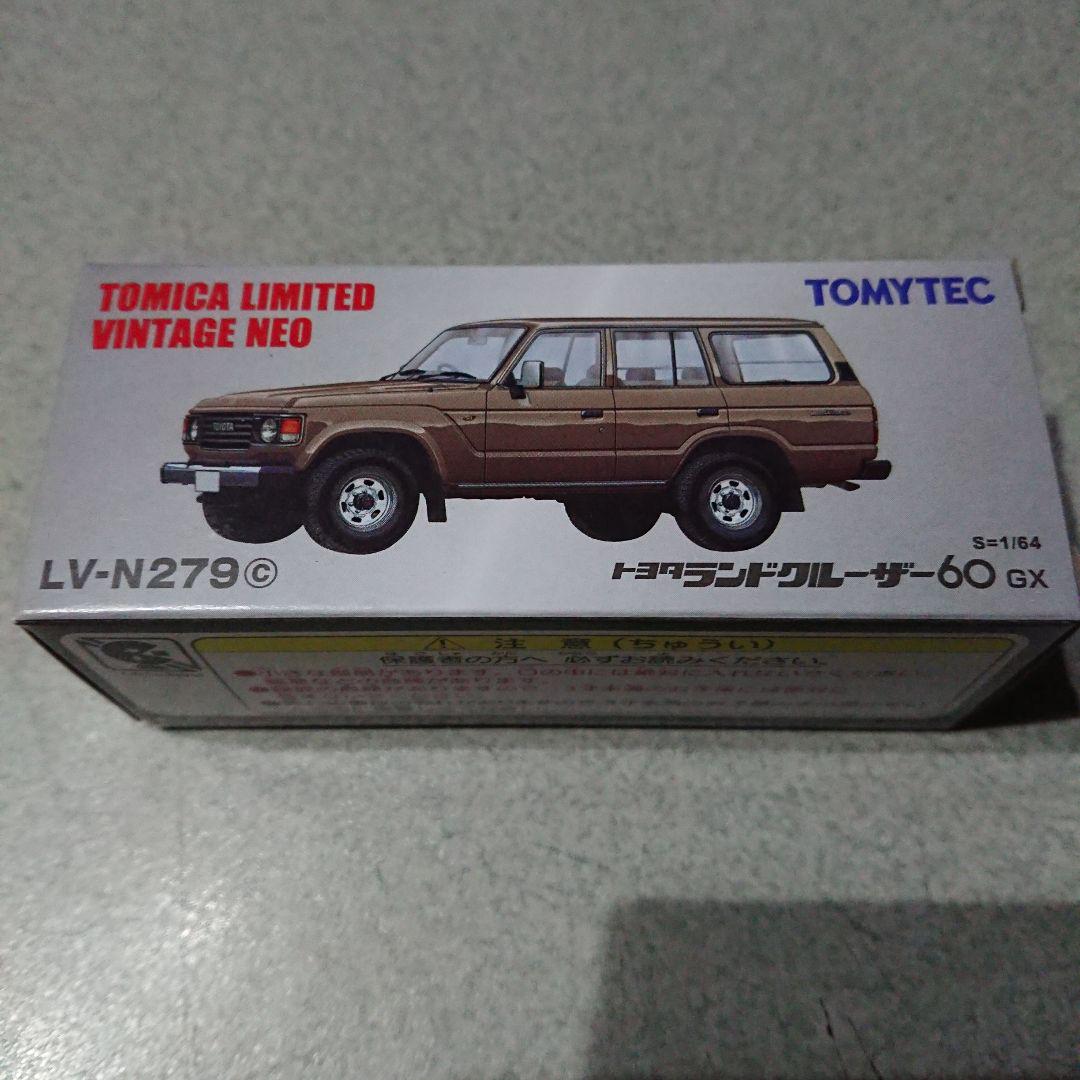 TOMICA LIMITED
VINTAGE NEO
TOMYTEC
TOYOTA
S=1/64
LV-N279ⓒ
トヨタランドクルーザー60 GX
⚠ 注意(ちゅうい)
保護者の方へ 必ずお読みください。